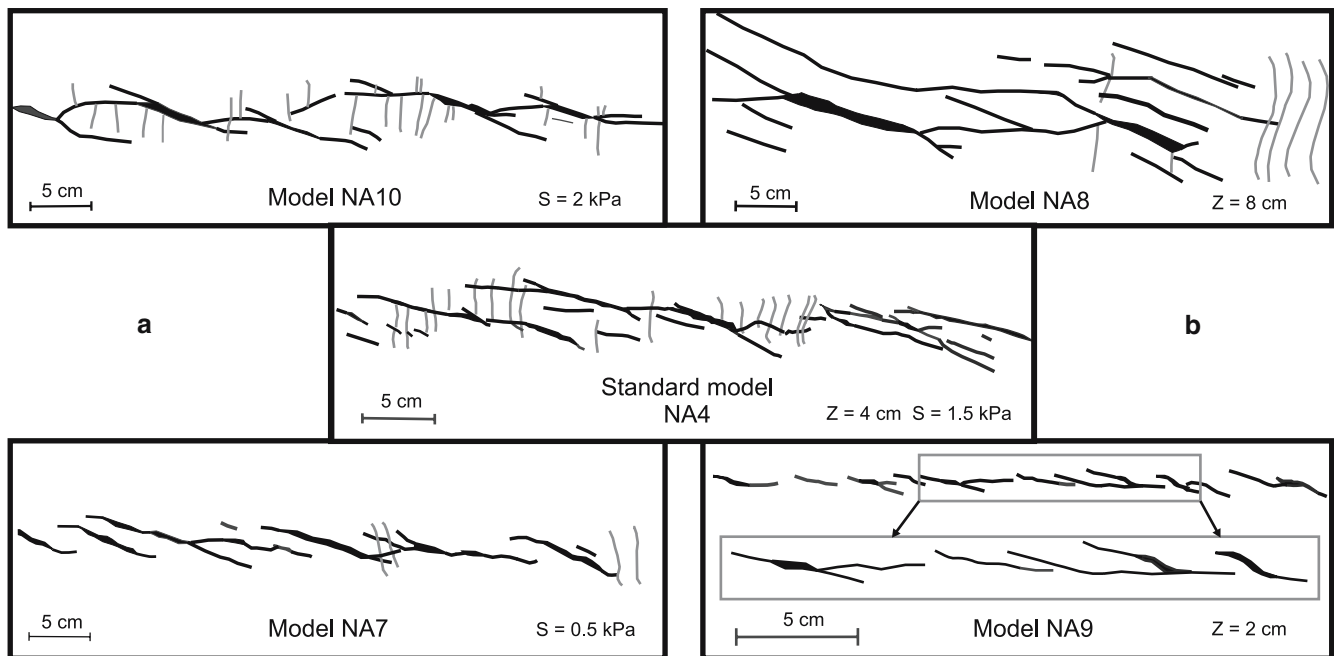 5 cm
Model NA10
S = 2 kPa
5 cm
Model NA8
Z = 8 cm
a
b
5 cm
Standard model
NA4
Z = 4 cm S = 1.5 kPa
5 cm
Model NA7
S = 0.5 kPa
5 cm
Model NA9
Z = 2 cm